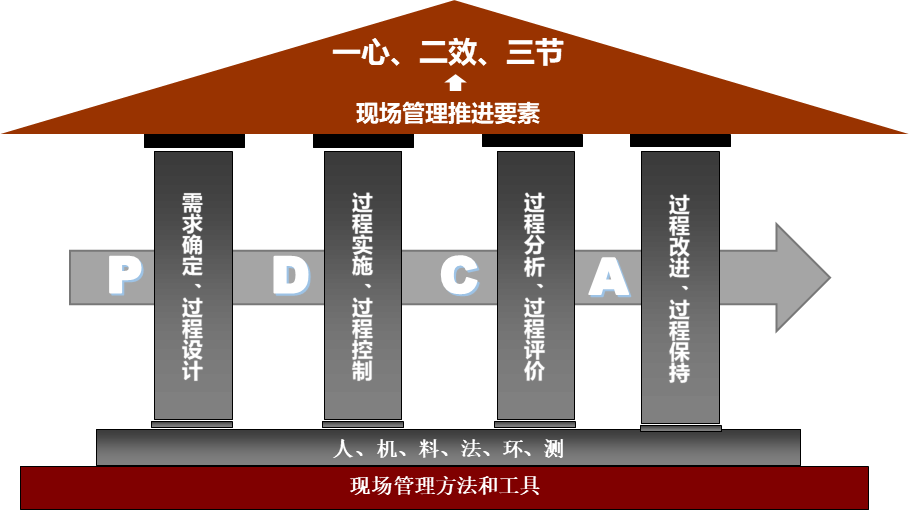 一心、二效、三节
现场管理推进要素
P
需求确定、过程设计
D
过程实施、过程控制
C
过程分析、过程评价
A
过程改进、过程保持
人、机、料、法、环、测
现场管理方法和工具